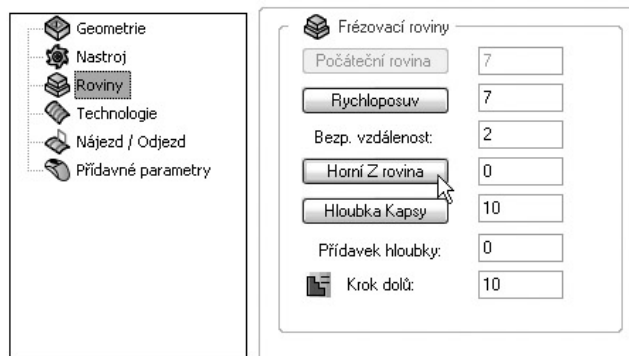 Geometrie
Nastroj
Roviny
Technologie
Nájezd / Odjezd
Přídavné parametry
Frézovací roviny
Počáteční rovina 7
Rychloposuv 7
Bezp. vzdálenost: 2
Horní Z rovina 0
Hloubka Kapsy 10
Přídavek hloubky: 0
Krok dolů: 10